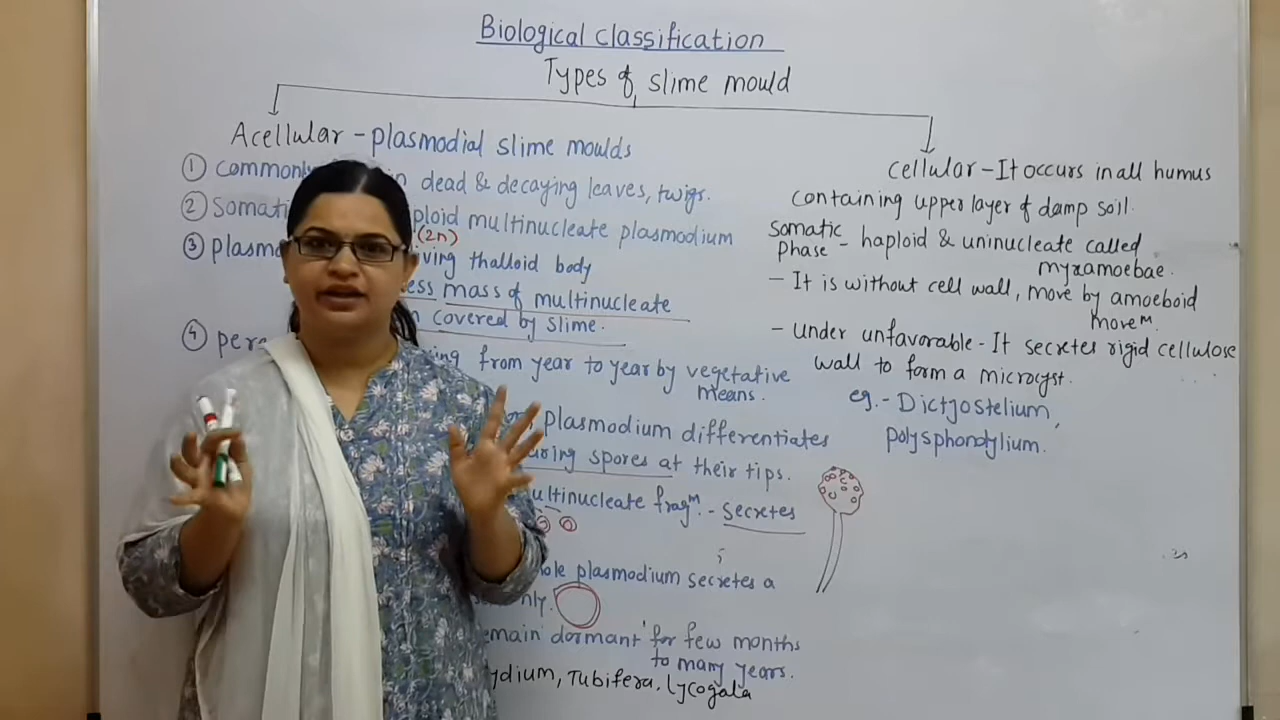 Biological classification
Types of slime mould
Acellular - plasmodial slime moulds
① commonly in dead & decaying leaves, twigs.
② Somati ploid multinucleate plasmodium
(2n)
③ plasmo iving thalloid body
ess mass of multinucleate
covered by slime.
④ pere ing from year to year by vegetative
means.
plasmodium differentiates
uring spores at their tips.
ultinucleate fragᵐ. - secretes
ole plasmodium secretes a
only.
emain dormant for few months
to many years.
ydium, Tubifera, Lycogala
cellular - It occurs in all humus
containing upper layer of damp soil.
somatic phase - haploid & uninucleate called
myxamoebae.
- It is without cell wall, move by amoeboid
moveᵐ.
- Under unfavorable - It secretes rigid cellulose
wall to form a microcyst.
eg. - Dictyostelium,
polysphondylium.